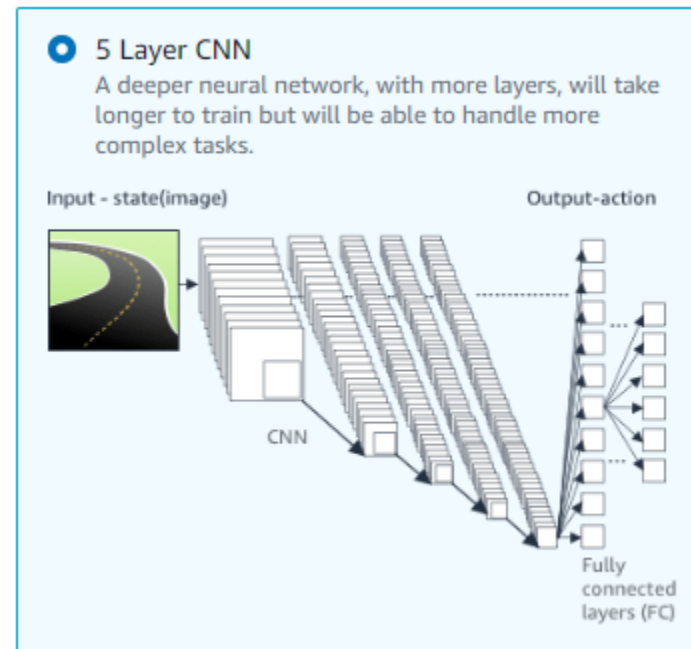 5 Layer CNN
A deeper neural network, with more layers, will take
longer to train but will be able to handle more
complex tasks.
Input - state(image)
Output-action
CNN
Fully
connected
layers (FC)